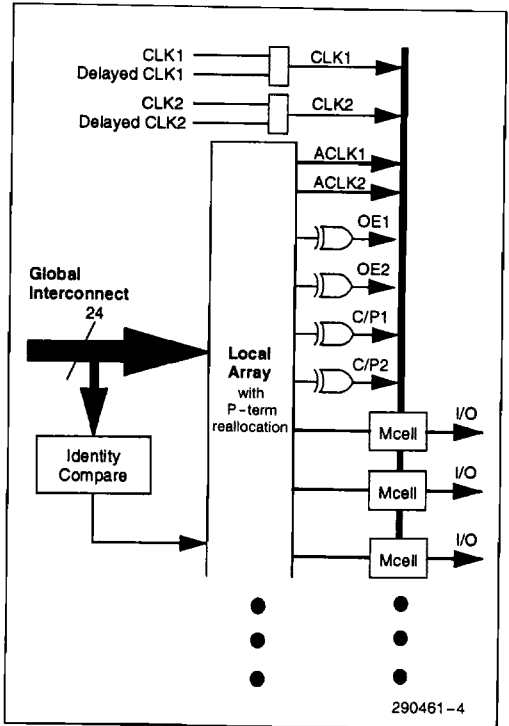 CLK1
Delayed CLK1
CLK1
CLK2
Delayed CLK2
CLK2
ACLK1
ACLK2
OE1
OE2
C/P1
C/P2
Global
Interconnect
24
Local
Array
with
P-term
reallocation
Identity
Compare
Mcell
I/O
Mcell
I/O
Mcell
I/O
290461-4